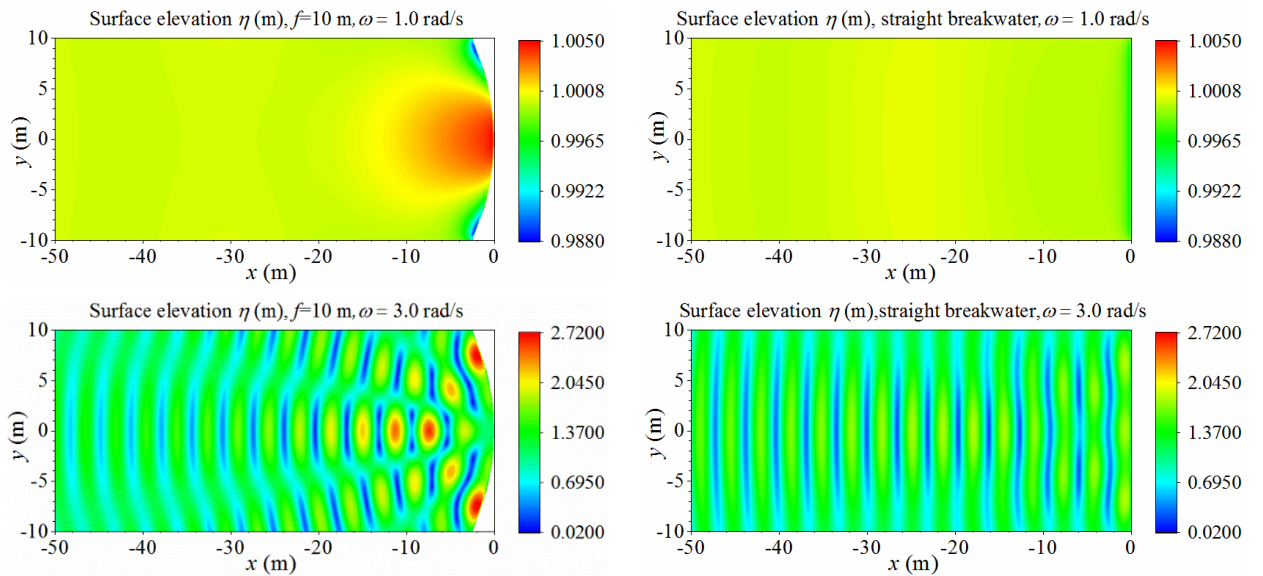 Surface elevation η (m), f=10 m, ω = 1.0 rad/s
10
5
0
-5
-10
y (m)
-50 -40 -30 -20 -10 0
x (m)
1.0050
1.0008
0.9965
0.9922
0.9880
Surface elevation η (m), straight breakwater, ω = 1.0 rad/s
10
5
0
-5
-10
y (m)
-50 -40 -30 -20 -10 0
x (m)
1.0050
1.0008
0.9965
0.9922
0.9880
Surface elevation η (m), f=10 m, ω = 3.0 rad/s
10
5
0
-5
-10
y (m)
-50 -40 -30 -20 -10 0
x (m)
2.7200
2.0450
1.3700
0.6950
0.0200
Surface elevation η (m),straight breakwater, ω = 3.0 rad/s
10
5
0
-5
-10
y (m)
-50 -40 -30 -20 -10 0
x (m)
2.7200
2.0450
1.3700
0.6950
0.0200